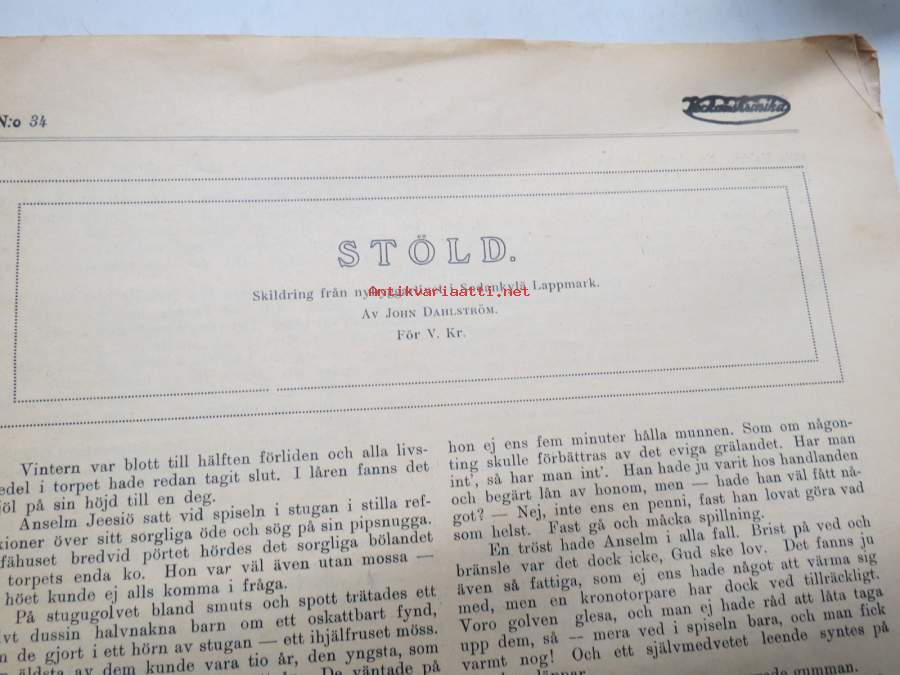 N:o 34
Veckans Krönika
STÖLD.
Skildring från nybyggarlivet i Sodankylä Lappmark.
Antikvariaatti.net
Av JOHN DAHLSTRÖM.
För V. Kr.
Vintern var blott till hälften förliden och alla livs-
edel i torpet hade redan tagit slut. I låren fanns det
jöl på sin höjd till en deg.
Anselm Jeesiö satt vid spiseln i stugan i stilla ref-
xioner över sitt sorgliga öde och sög på sin pipsnugga.
fähuset bredvid pörtet hördes det sorgliga bölandet
torpets enda ko. Hon var väl även utan mossa —
höet kunde ej alls komma i fråga.
På stugugolvet bland smuts och spott trätades ett
lvt dussin halvnakna barn om ett oskattbart fynd,
n de gjort i ett hörn av stugan — ett ihjälfruset möss.
äldsta av dem kunde vara tio år, den yngsta, som
De väntade på
hon ej ens fem minuter hålla munnen. Som om någon-
ting skulle förbättras av det eviga grälandet. Har man
int', så har man int'. Han hade ju varit hos handlanden
och begärt lån av honom, men — hade han väl fått nå-
got? — Nej, inte ens en penni, fast han lovat göra vad
som helst. Fast gå och måcka spillning.
En tröst hade Anselm i alla fall. Brist på ved och
bränsle var det dock icke, Gud ske lov. Det fanns ju
även så fattiga, som ej ens hade något att värma sig
med, men en kronotorpare har dock ved tillräckligt.
Voro golven glesa, och man ej hade råd att låta taga
upp dem, så — mera ved i spiseln bara, och man fick
varmt nog! Och ett självmedvetet leende syntes på
gumman.